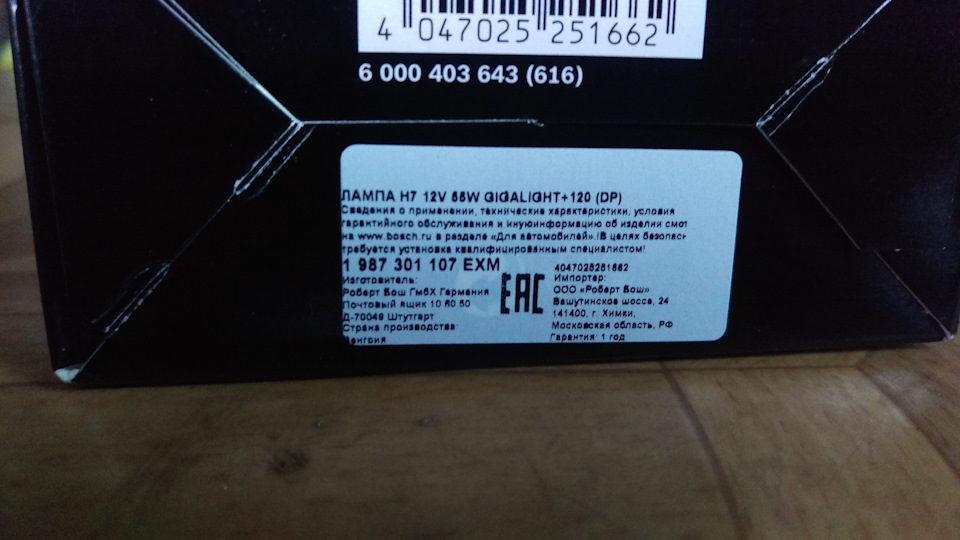 4 047025 251662
6 000 403 643 (616)
ЛАМПА H7 12V 55W GIGALIGHT+120 (DP)
Сведения о применении, технические характеристики, условия
гарантийного обслуживания и инуюинформацию об изделии смот
на www.bosch.ru в разделе «Для автомобилей».!В целях безопас
требуется установка квалифицированным специалистом!
1 987 301 107 EXM
Изготовитель:
Роберт Бош ГмбХ Германия
Почтовый ящик 10 60 50
Д-70049 Штутгарт
Страна производства:
Венгрия
EAC
4047025251662
Импортер:
ООО «Роберт Бош»
Вашутинское шоссе, 24
141400, г. Химки,
Московская область, РФ
Гарантия: 1 год